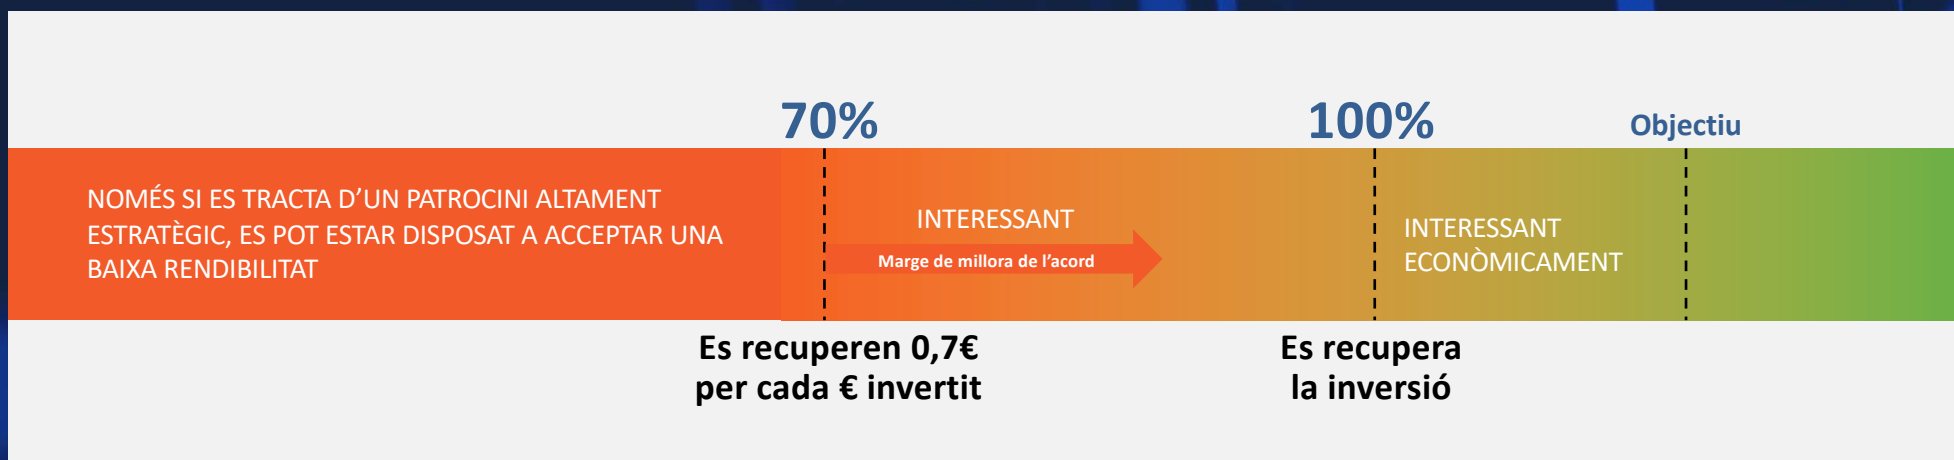 70%
100%
Objectiu
NOMÉS SI ES TRACTA D’UN PATROCINI ALTAMENT
ESTRATÈGIC, ES POT ESTAR DISPOSAT A ACCEPTAR UNA
BAIXA RENDIBILITAT
INTERESSANT
Marge de millora de l’acord
INTERESSANT
ECONÒMICAMENT
Es recuperen 0,7€
per cada € invertit
Es recupera
la inversió